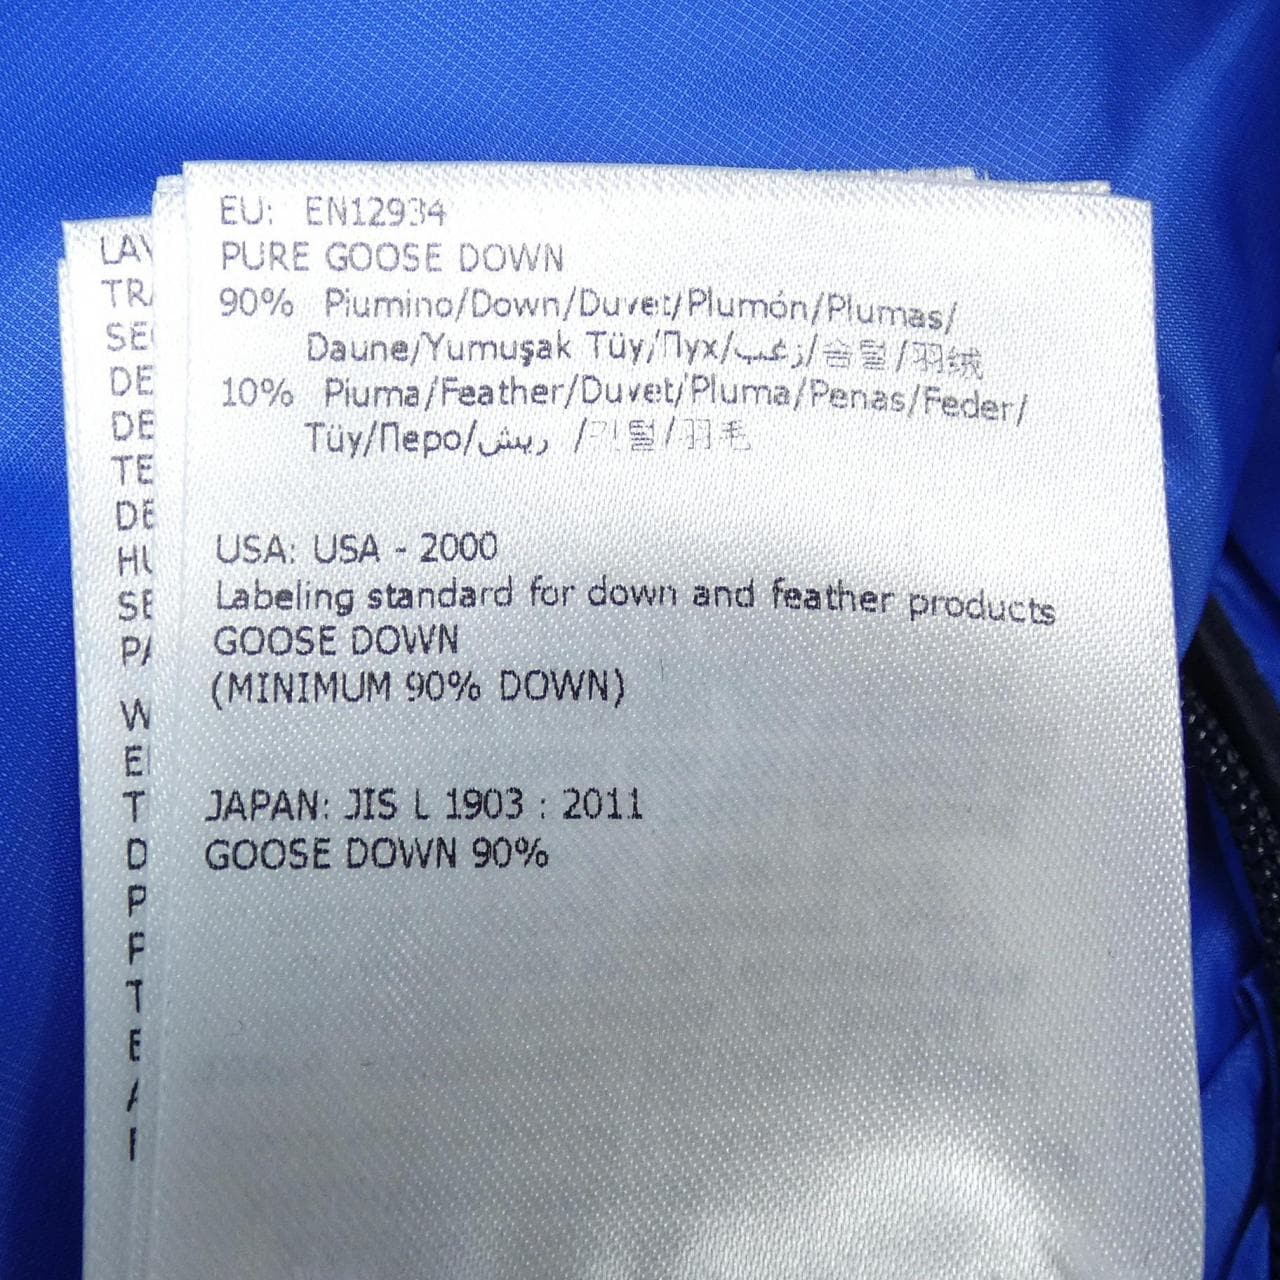 EU: EN12934
PURE GOOSE DOWN
90% Piumino/Down/Duvet/Plumón/Plumas/
Daune/Yumuşak Tüy/Пух/زغب/솜털/羽绒
10% Piuma/Feather/Duvet/Pluma/Penas/Feder/
Tüy/Перо/ريش /깃털/羽毛
USA: USA - 2000
Labeling standard for down and feather products
GOOSE DOWN
(MINIMUM 90% DOWN)
JAPAN: JIS L 1903 : 2011
GOOSE DOWN 90%